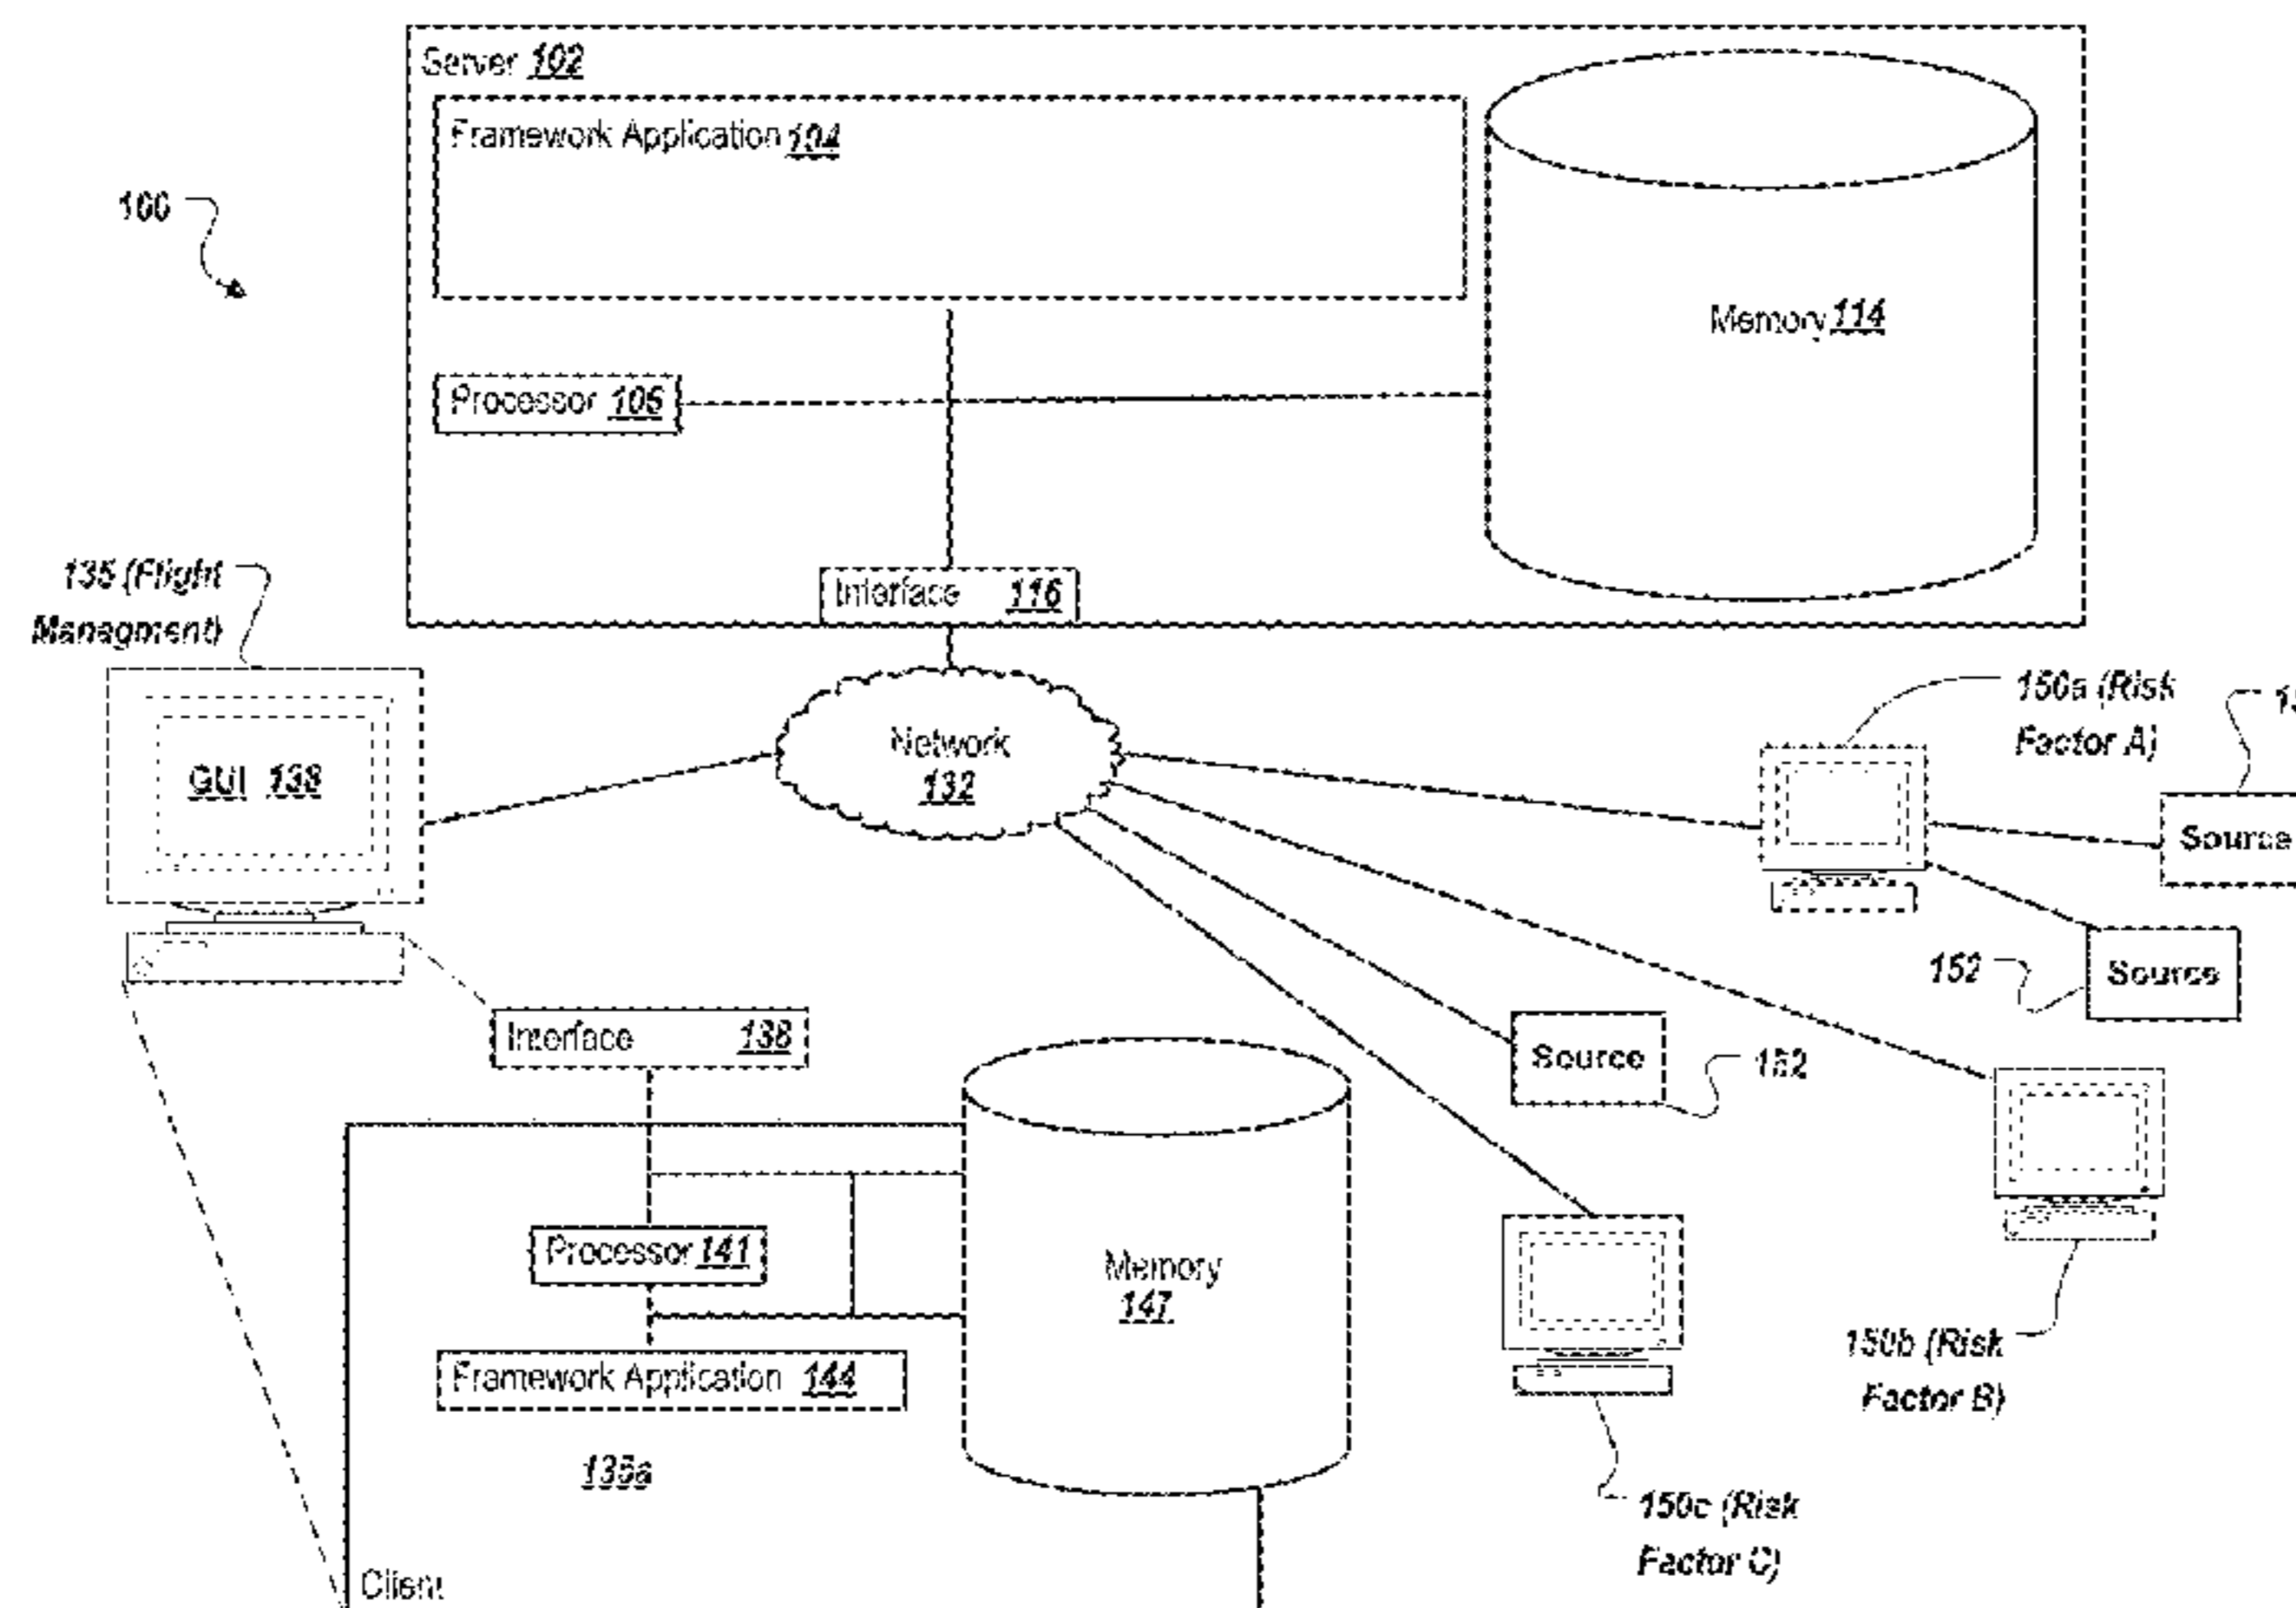 Server 102
Framework Application 104
100
Memory 114
Processor 105
135 (Flight
Managment)
Interface 116
150a (Risk
Factor A)
Network
132
GUI 138
Source
152
Source
Interface 138
Source
152
Processor 141
Memory
147
150b (Risk
Factor B)
Framework Application 144
135a
150c (Risk
Factor C)
Client